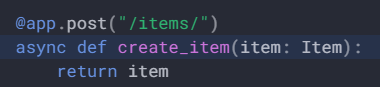 @app.post("/items/")
async def create_item(item: Item):
    return item